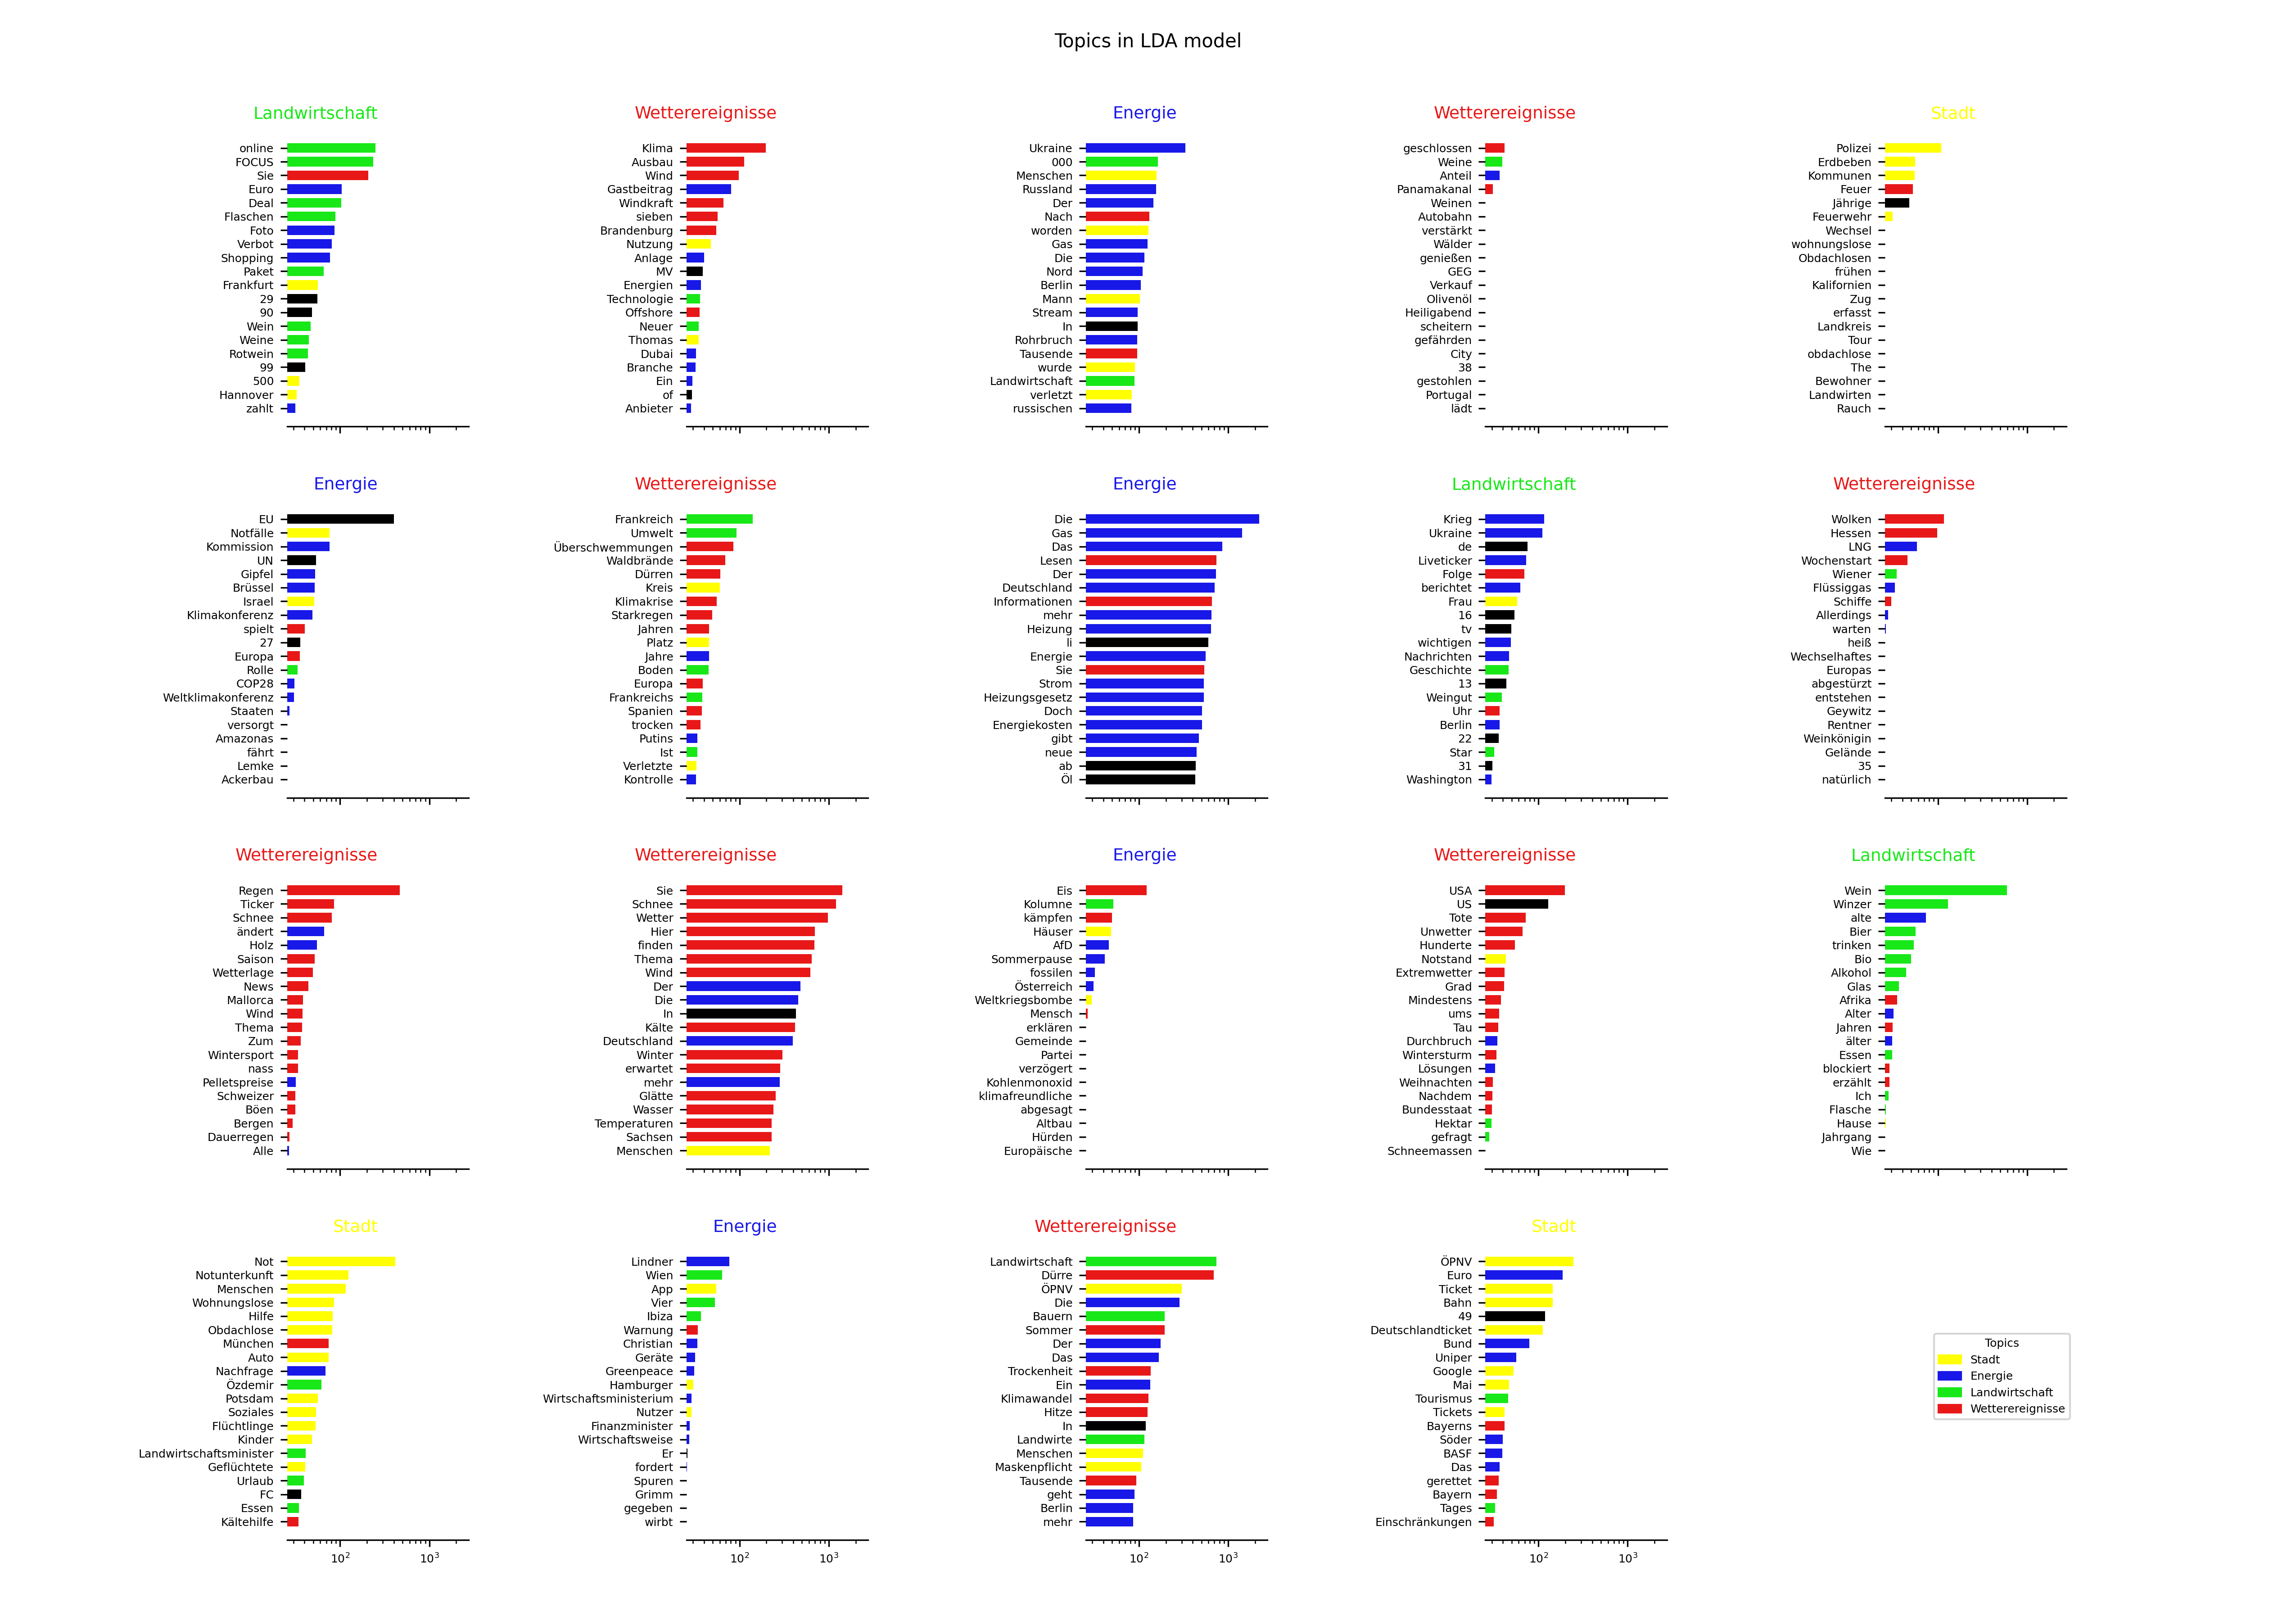 Topics in LDA model
Landwirtschaft
online
FOCUS
Sie
Euro
Deal
Flaschen
Foto
Verbot
Shopping
Paket
Frankfurt
29
90
Wein
Weine
Rotwein
99
500
Hannover
zahlt
Wetterereignisse
Klima
Ausbau
Wind
Gastbeitrag
Windkraft
sieben
Brandenburg
Nutzung
Anlage
MV
Energien
Technologie
Offshore
Neuer
Thomas
Dubai
Branche
Ein
of
Anbieter
Energie
Ukraine
000
Menschen
Russland
Der
Nach
worden
Gas
Die
Nord
Berlin
Mann
Stream
In
Rohrbruch
Tausende
wurde
Landwirtschaft
verletzt
russischen
Wetterereignisse
geschlossen
Weine
Anteil
Panamakanal
Weinen
Autobahn
verstärkt
Wälder
genießen
GEG
Verkauf
Olivenöl
Heiligabend
scheitern
gefährden
City
38
gestohlen
Portugal
lädt
Stadt
Polizei
Erdbeben
Kommunen
Feuer
Jährige
Feuerwehr
Wechsel
wohnungslose
Obdachlosen
frühen
Kalifornien
Zug
erfasst
Landkreis
Tour
obdachlose
The
Bewohner
Landwirten
Rauch
Energie
EU
Notfälle
Kommission
UN
Gipfel
Brüssel
Israel
Klimakonferenz
spielt
27
Europa
Rolle
COP28
Weltklimakonferenz
Staaten
versorgt
Amazonas
fährt
Lemke
Ackerbau
Wetterereignisse
Frankreich
Umwelt
Überschwemmungen
Waldbrände
Dürren
Kreis
Klimakrise
Starkregen
Jahren
Platz
Jahre
Boden
Europa
Frankreichs
Spanien
trocken
Putins
Ist
Verletzte
Kontrolle
Energie
Die
Gas
Das
Lesen
Der
Deutschland
Informationen
mehr
Heizung
li
Energie
Sie
Strom
Heizungsgesetz
Doch
Energiekosten
gibt
neue
ab
Öl
Landwirtschaft
Krieg
Ukraine
de
Liveticker
Folge
berichtet
Frau
16
tv
wichtigen
Nachrichten
Geschichte
13
Weingut
Uhr
Berlin
22
Star
31
Washington
Wetterereignisse
Wolken
Hessen
LNG
Wochenstart
Wiener
Flüssiggas
Schiffe
Allerdings
warten
heiß
Wechselhaftes
Europas
abgestürzt
entstehen
Geywitz
Rentner
Weinkönigin
Gelände
35
natürlich
Wetterereignisse
Regen
Ticker
Schnee
ändert
Holz
Saison
Wetterlage
News
Mallorca
Wind
Thema
Zum
Wintersport
nass
Pelletspreise
Schweizer
Böen
Bergen
Dauerregen
Alle
Wetterereignisse
Sie
Schnee
Wetter
Hier
finden
Thema
Wind
Der
Die
In
Kälte
Deutschland
Winter
erwartet
mehr
Glätte
Wasser
Temperaturen
Sachsen
Menschen
Energie
Eis
Kolumne
kämpfen
Häuser
AfD
Sommerpause
fossilen
Österreich
Weltkriegsbombe
Mensch
erklären
Gemeinde
Partei
verzögert
Kohlenmonoxid
klimafreundliche
abgesagt
Altbau
Hürden
Europäische
Wetterereignisse
USA
US
Tote
Unwetter
Hunderte
Notstand
Extremwetter
Grad
Mindestens
ums
Tau
Durchbruch
Wintersturm
Lösungen
Weihnachten
Nachdem
Bundesstaat
Hektar
gefragt
Schneemassen
Landwirtschaft
Wein
Winzer
alte
Bier
trinken
Bio
Alkohol
Glas
Afrika
Alter
Jahren
älter
Essen
blockiert
erzählt
Ich
Flasche
Hause
Jahrgang
Wie
Stadt
Not
Notunterkunft
Menschen
Wohnungslose
Hilfe
Obdachlose
München
Auto
Nachfrage
Özdemir
Potsdam
Soziales
Flüchtlinge
Kinder
Landwirtschaftsminister
Geflüchtete
Urlaub
FC
Essen
Kältehilfe
10² 10³
Energie
Lindner
Wien
App
Vier
Ibiza
Warnung
Christian
Geräte
Greenpeace
Hamburger
Wirtschaftsministerium
Nutzer
Finanzminister
Wirtschaftsweise
Er
fordert
Spuren
Grimm
gegeben
wirbt
10² 10³
Wetterereignisse
Landwirtschaft
Dürre
ÖPNV
Die
Bauern
Sommer
Der
Das
Trockenheit
Ein
Klimawandel
Hitze
In
Landwirte
Menschen
Maskenpflicht
Tausende
geht
Berlin
mehr
10² 10³
Stadt
ÖPNV
Euro
Ticket
Bahn
49
Deutschlandticket
Bund
Uniper
Google
Mai
Tourismus
Tickets
Bayerns
Söder
BASF
Das
gerettet
Bayern
Tages
Einschränkungen
10² 10³
Topics
Stadt
Energie
Landwirtschaft
Wetterereignisse